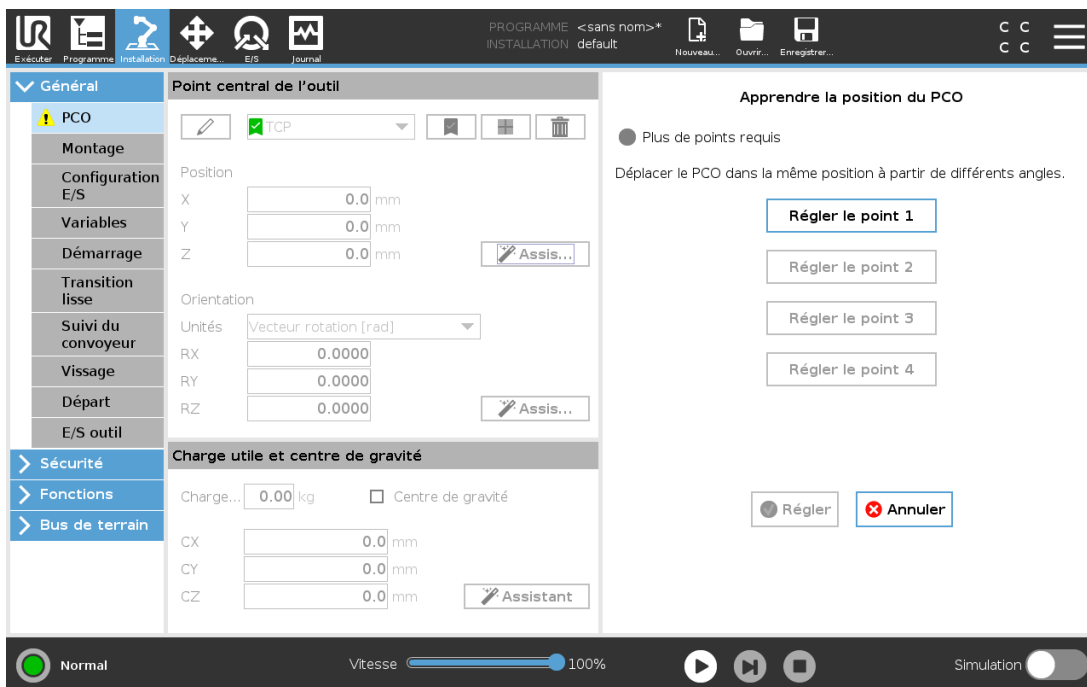 PROGRAMME <sans nom>*
INSTALLATION default
Exécuter
Programme
Installation
Déplaceme...
E/S
Journal
Nouveau...
Ouvrir...
Enregistrer...
C C
C C
Général
PCO
Montage
Configuration
E/S
Variables
Démarrage
Transition
lisse
Suivi du
convoyeur
Vissage
Départ
E/S outil
Sécurité
Fonctions
Bus de terrain
Point central de l'outil
TCP
Position
X 0.0 mm
Y 0.0 mm
Z 0.0 mm
Assis...
Orientation
Unités Vecteur rotation [rad]
RX 0.0000
RY 0.0000
RZ 0.0000
Assis...
Charge utile et centre de gravité
Charge... 0.00 kg Centre de gravité
CX 0.0 mm
CY 0.0 mm
CZ 0.0 mm
Assistant
Apprendre la position du PCO
Plus de points requis
Déplacer le PCO dans la même position à partir de différents angles.
Régler le point 1
Régler le point 2
Régler le point 3
Régler le point 4
Régler
Annuler
Normal
Vitesse 100%
Simulation